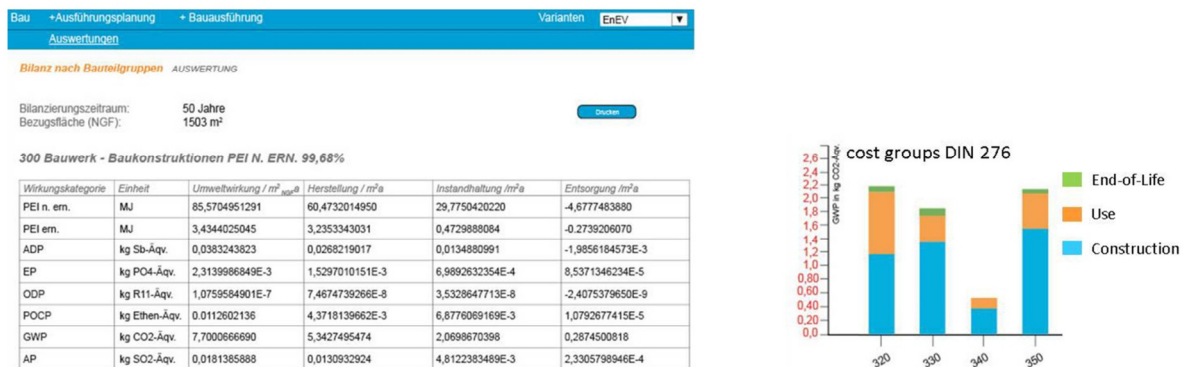 Bau +Ausführungsplanung + Bauausführung Varianten EnEV
Auswertungen
Bilanz nach Bauteilgruppen AUSWERTUNG
Bilanzierungszeitraum: 50 Jahre
Bezugsfläche (NGF): 1503 m²
Drucken
300 Bauwerk - Baukonstruktionen PEI N. ERN. 99,68%
Wirkungskategorie Einheit Umweltwirkung / m²NGFa Herstellung / m²a Instandhaltung /m²a Entsorgung /m²a
PEI n. ern. MJ 85,5704951291 60,4732014950 29,7750420220 -4,6777483880
PEI ern. MJ 3,4344025045 3,2353343031 0,4729888084 -0.2739206070
ADP kg Sb-Äqv. 0,0383243823 0,0268219017 0,0134880991 -1,9856184573E-3
EP kg PO4-Äqv. 2,3139986849E-3 1,5297010151E-3 6,9892632354E-4 8,5371346234E-5
ODP kg R11-Äqv. 1,0759584901E-7 7,4674739266E-8 3,5328647713E-8 -2,4075379650E-9
POCP kg Ethen-Äqv. 0.0112602136 4,3718139662E-3 6,8776069169E-3 1,0792677415E-5
GWP kg CO2-Äqv. 7,7000666690 5,3427495474 2,0698670398 0,2874500818
AP kg SO2-Äqv. 0,0181385888 0,0130932924 4,8122383489E-3 2,3305798946E-4
cost groups DIN 276
GWP in kg CO2-Äqv.
2,6
2,4
2,2
2,0
1,8
1,6
1,4
1,2
1,0
0,80
0,60
0,40
0,20
0,0
320 330 340 350
End-of-Life
Use
Construction